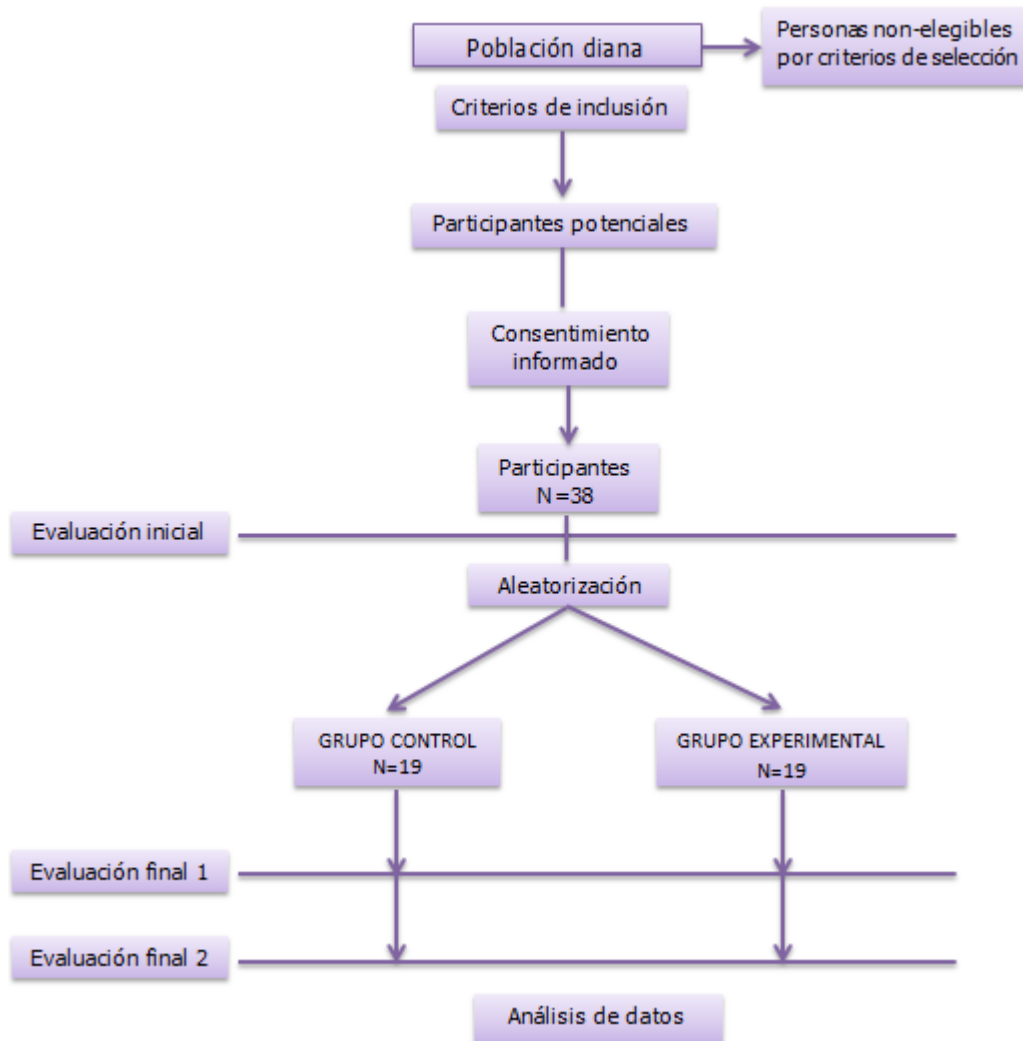 Población diana
Personas non-elegibles
por criterios de selección
Criterios de inclusión
Participantes potenciales
Consentimiento
informado
Participantes
N=38
Evaluación inicial
Aleatorización
GRUPO CONTROL
N=19
GRUPO EXPERIMENTAL
N=19
Evaluación final 1
Evaluación final 2
Análisis de datos